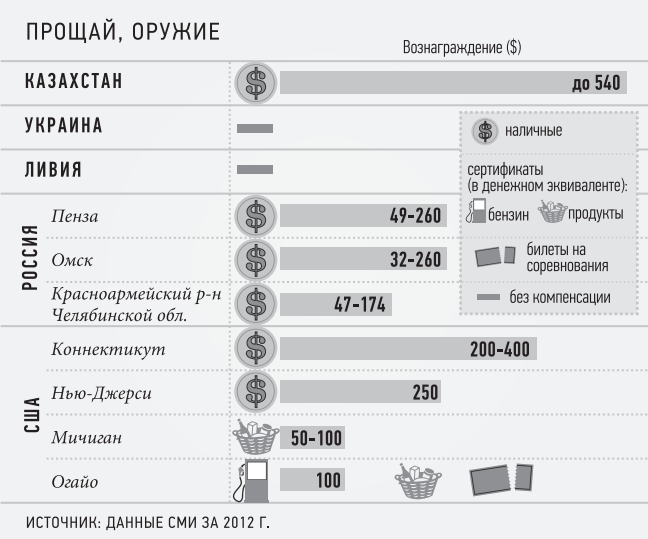 ПРОЩАЙ, ОРУЖИЕ
Вознаграждение ($)
КАЗАХСТАН
$
до 540
УКРАИНА
ЛИВИЯ
$
наличные
сертификаты
(в денежном эквиваленте):
бензин
продукты
билеты на
соревнования
без компенсации
РОССИЯ
Пенза
$
49-260
Омск
$
32-260
Красноармейский р-н
Челябинской обл.
$
47-174
США
Коннектикут
$
200-400
Нью-Джерси
$
250
Мичиган
50-100
Огайо
100
ИСТОЧНИК: ДАННЫЕ СМИ ЗА 2012 Г.